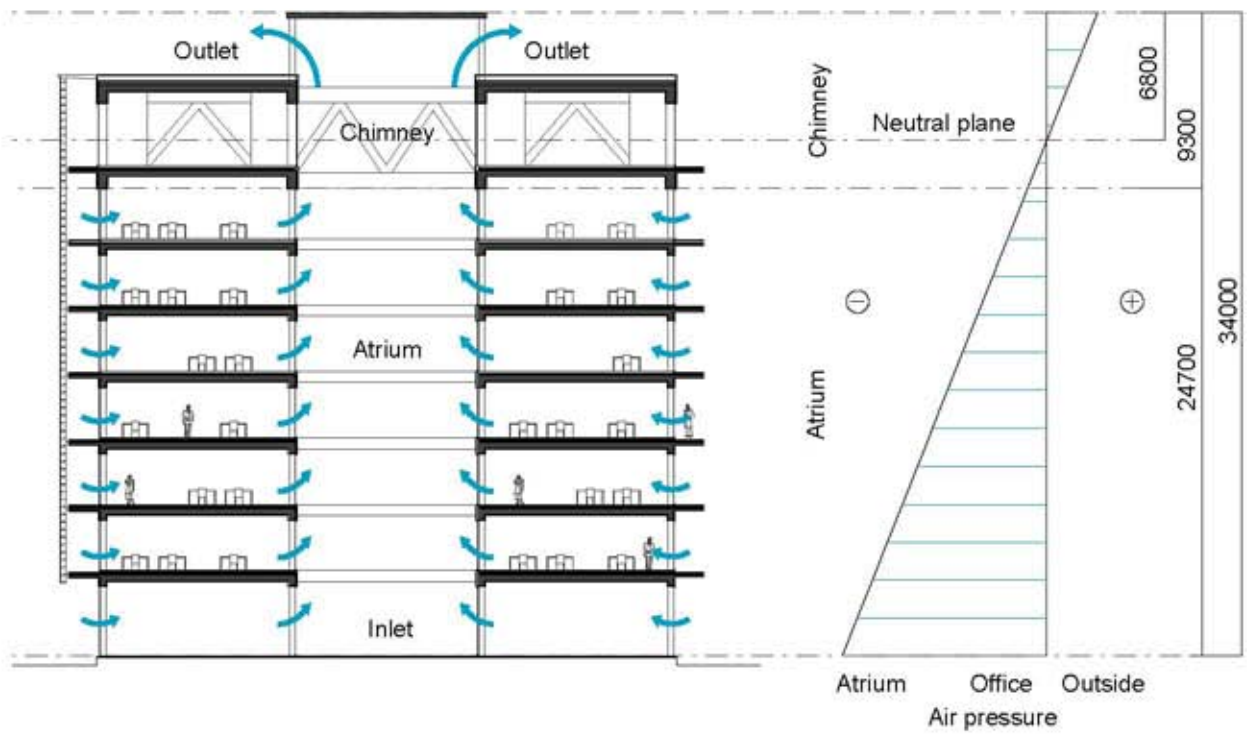 Outlet
Outlet
Chimney
Chimney
Neutral plane
6800
9300
34000
Atrium
Atrium
24700
⊖
⊕
Inlet
Atrium
Office
Outside
Air pressure